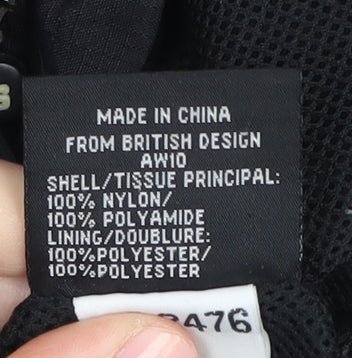 MADE IN CHINA
FROM BRITISH DESIGN
AW10
SHELL/TISSUE PRINCIPAL:
100% NYLON/
100% POLYAMIDE
LINING/DOUBLURE:
100%POLYESTER/
100%POLYESTER
8476